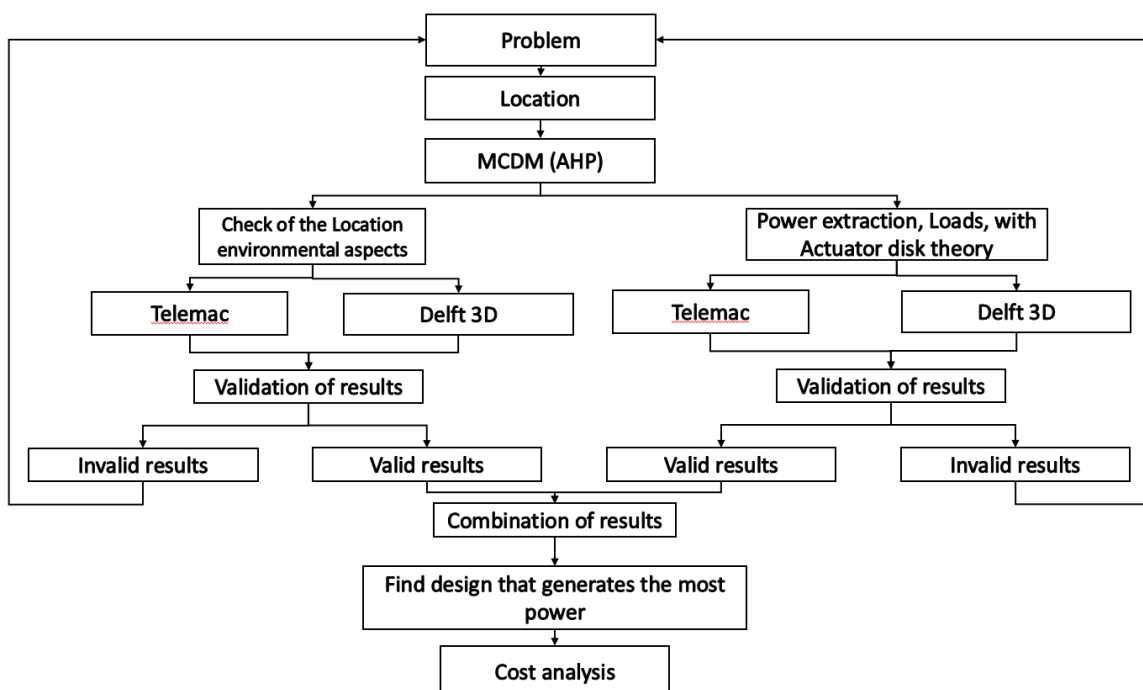 Problem
Location
MCDM (AHP)
Check of the Location
environmental aspects
Power extraction, Loads, with
Actuator disk theory
Telemac
Delft 3D
Telemac
Delft 3D
Validation of results
Validation of results
Invalid results
Valid results
Valid results
Invalid results
Combination of results
Find design that generates the most
power
Cost analysis